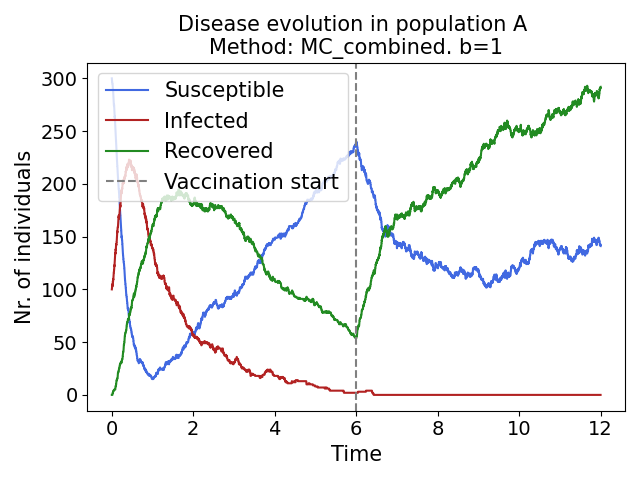 Disease evolution in population A
Method: MC_combined. b=1
Nr. of individuals
300
250
200
150
100
50
0
Susceptible
Infected
Recovered
Vaccination start
0 2 4 6 8 10 12
Time